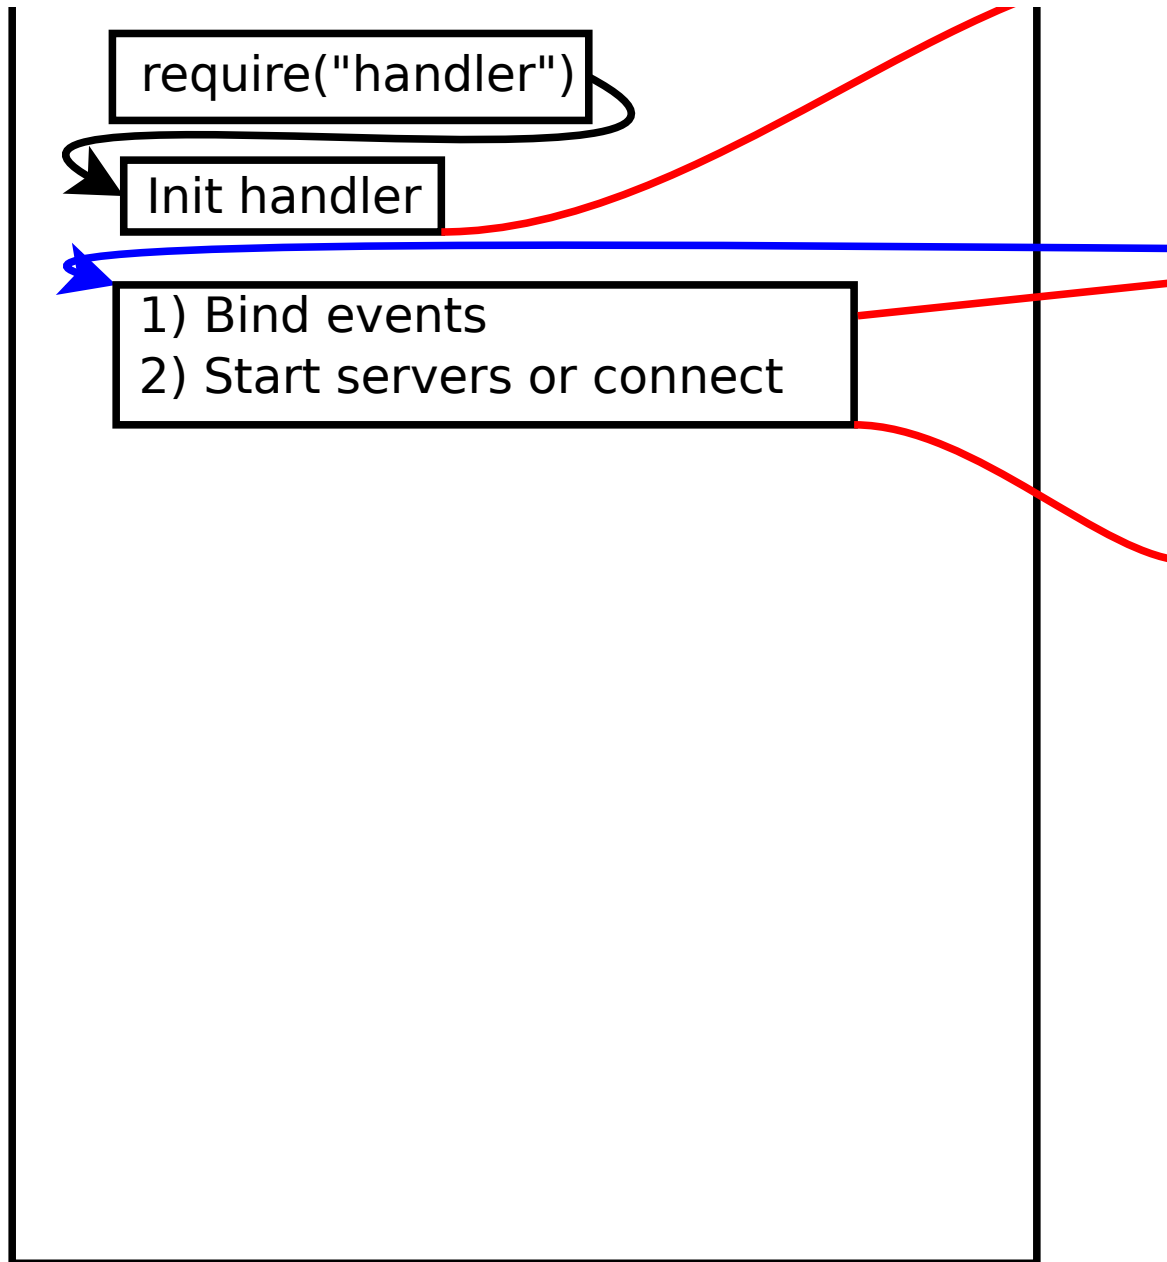 require("handler")
Init handler
1) Bind events
2) Start servers or connect